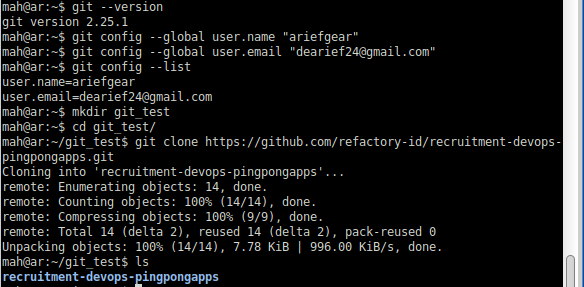 mah@ar:~$ git --version
git version 2.25.1
mah@ar:~$ git config --global user.name "ariefgear"
mah@ar:~$ git config --global user.email "dearief24@gmail.com"
mah@ar:~$ git config --list
user.name=ariefgear
user.email=dearief24@gmail.com
mah@ar:~$ mkdir git_test
mah@ar:~$ cd git_test/
mah@ar:~/git_test$ git clone https://github.com/refactory-id/recruitment-devops-
pingpongapps.git
Cloning into 'recruitment-devops-pingpongapps'...
remote: Enumerating objects: 14, done.
remote: Counting objects: 100% (14/14), done.
remote: Compressing objects: 100% (9/9), done.
remote: Total 14 (delta 2), reused 14 (delta 2), pack-reused 0
Unpacking objects: 100% (14/14), 7.78 KiB | 996.00 KiB/s, done.
mah@ar:~/git_test$ ls
recruitment-devops-pingpongapps